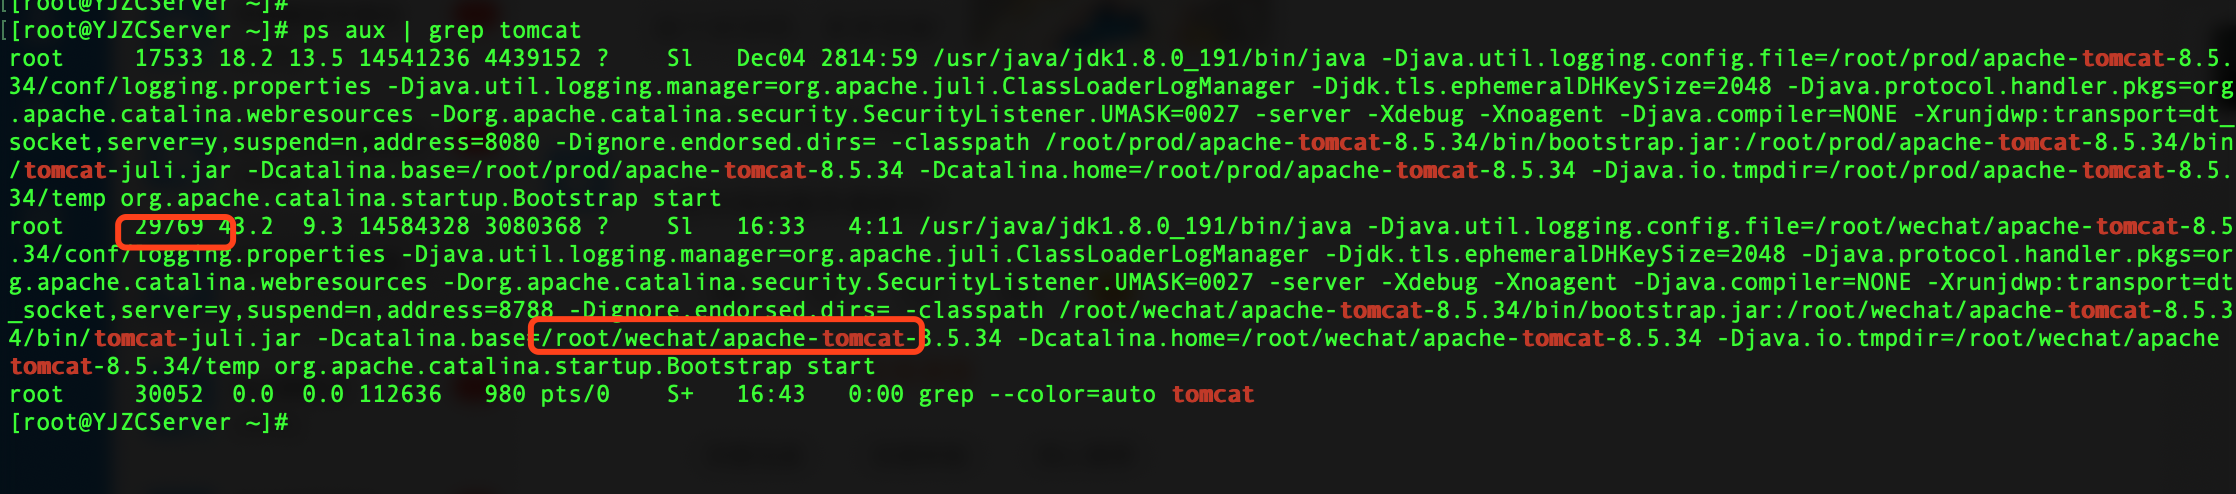 [[root@YJZCServer ~]#
[[root@YJZCServer ~]# ps aux | grep tomcat
root     17533 18.2 13.5 14541236 4439152 ?    Sl   Dec04 2814:59 /usr/java/jdk1.8.0_191/bin/java -Djava.util.logging.config.file=/root/prod/apache-tomcat-8.5.
34/conf/logging.properties -Djava.util.logging.manager=org.apache.juli.ClassLoaderLogManager -Djdk.tls.ephemeralDHKeySize=2048 -Djava.protocol.handler.pkgs=org
.apache.catalina.webresources -Dorg.apache.catalina.security.SecurityListener.UMASK=0027 -server -Xdebug -Xnoagent -Djava.compiler=NONE -Xrunjdwp:transport=dt_
socket,server=y,suspend=n,address=8080 -Dignore.endorsed.dirs= -classpath /root/prod/apache-tomcat-8.5.34/bin/bootstrap.jar:/root/prod/apache-tomcat-8.5.34/bin
/tomcat-juli.jar -Dcatalina.base=/root/prod/apache-tomcat-8.5.34 -Dcatalina.home=/root/prod/apache-tomcat-8.5.34 -Djava.io.tmpdir=/root/prod/apache-tomcat-8.5.
34/temp org.apache.catalina.startup.Bootstrap start
root     29769 43.2  9.3 14584328 3080368 ?    Sl   16:33   4:11 /usr/java/jdk1.8.0_191/bin/java -Djava.util.logging.config.file=/root/wechat/apache-tomcat-8.5
.34/conf/logging.properties -Djava.util.logging.manager=org.apache.juli.ClassLoaderLogManager -Djdk.tls.ephemeralDHKeySize=2048 -Djava.protocol.handler.pkgs=or
g.apache.catalina.webresources -Dorg.apache.catalina.security.SecurityListener.UMASK=0027 -server -Xdebug -Xnoagent -Djava.compiler=NONE -Xrunjdwp:transport=dt
_socket,server=y,suspend=n,address=8788 -Dignore.endorsed.dirs= -classpath /root/wechat/apache-tomcat-8.5.34/bin/bootstrap.jar:/root/wechat/apache-tomcat-8.5.3
4/bin/tomcat-juli.jar -Dcatalina.base=/root/wechat/apache-tomcat-8.5.34 -Dcatalina.home=/root/wechat/apache-tomcat-8.5.34 -Djava.io.tmpdir=/root/wechat/apache
tomcat-8.5.34/temp org.apache.catalina.startup.Bootstrap start
root     30052  0.0  0.0 112636   980 pts/0    S+   16:43   0:00 grep --color=auto tomcat
[root@YJZCServer ~]#